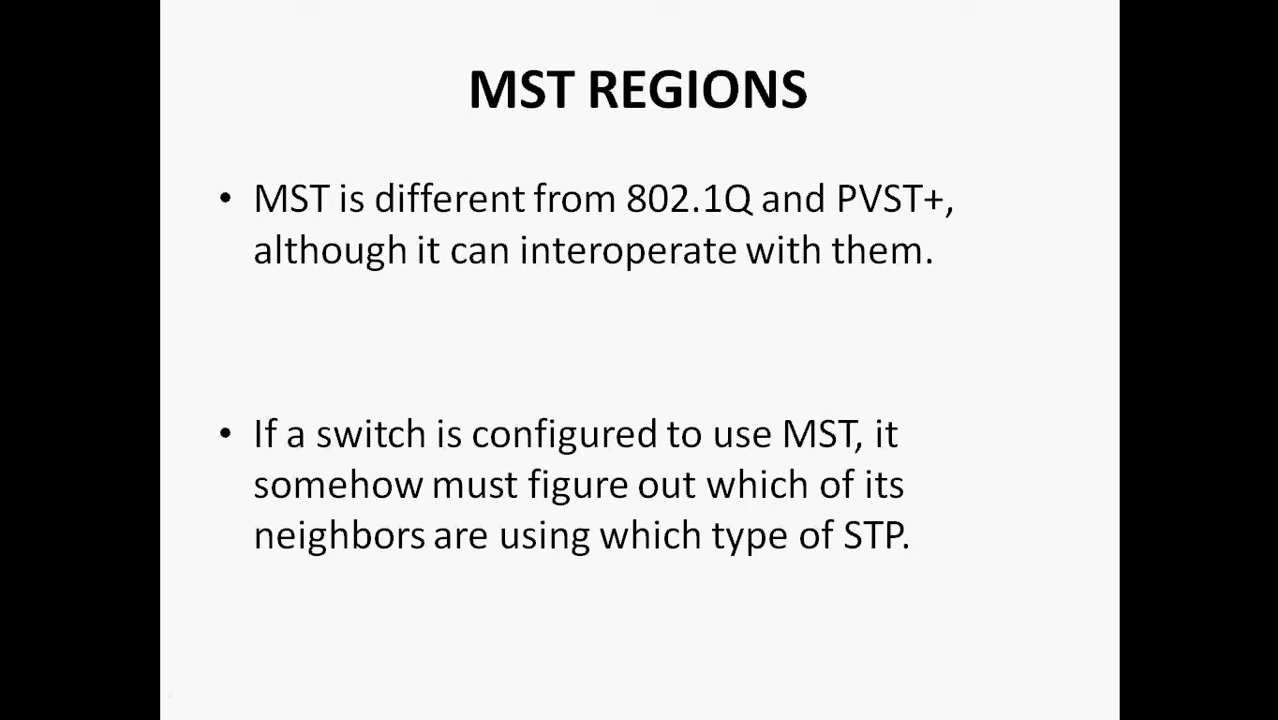 MST REGIONS
• MST is different from 802.1Q and PVST+,
although it can interoperate with them.
• If a switch is configured to use MST, it
somehow must figure out which of its
neighbors are using which type of STP.